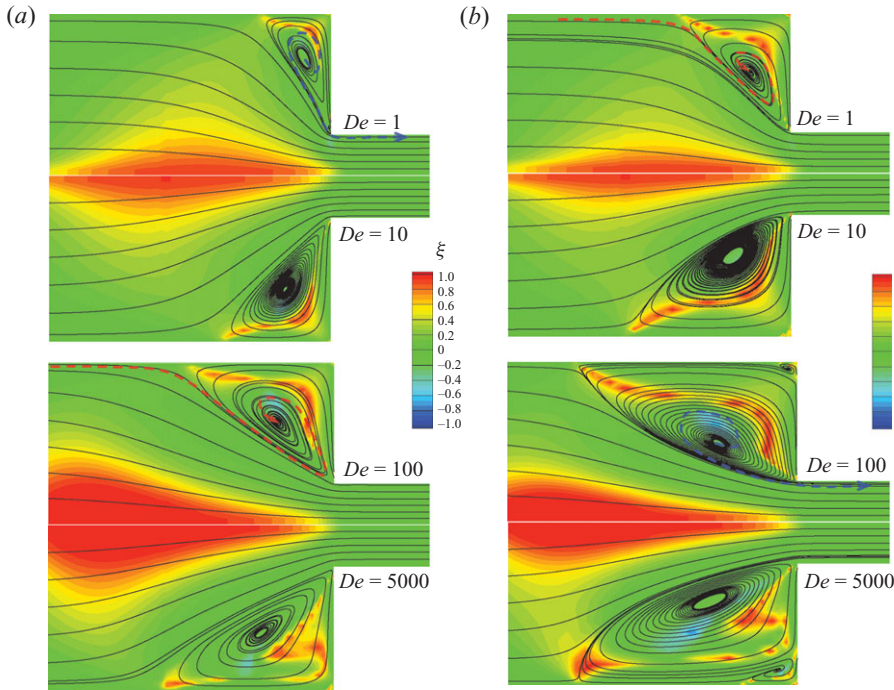 (a)
De = 1
De = 10
ξ
1.0
0.8
0.6
0.4
0.2
0
–0.2
–0.4
–0.6
–0.8
–1.0
De = 100
De = 5000
(b)
De = 1
De = 10
De = 100
De = 5000